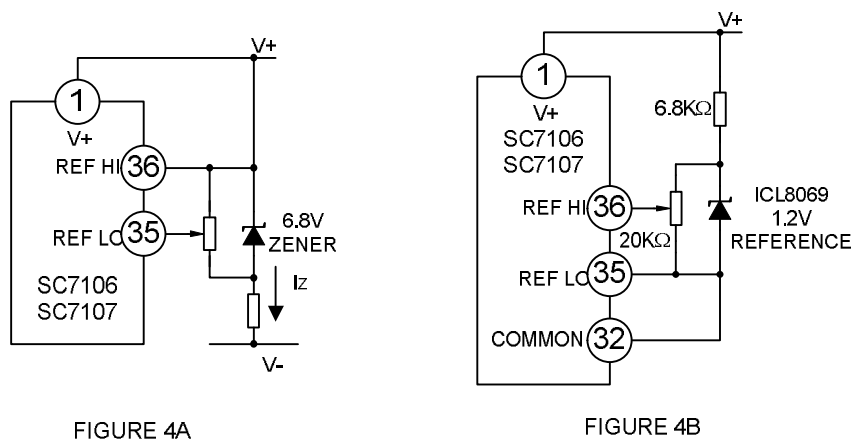 V+
1
V+
REF HI
36
REF LO
35
6.8V
ZENER
IZ
SC7106
SC7107
V-
FIGURE 4A
V+
1
V+
SC7106
SC7107
6.8KΩ
REF HI
36
20KΩ
ICL8069
1.2V
REFERENCE
REF LO
35
COMMON
32
FIGURE 4B